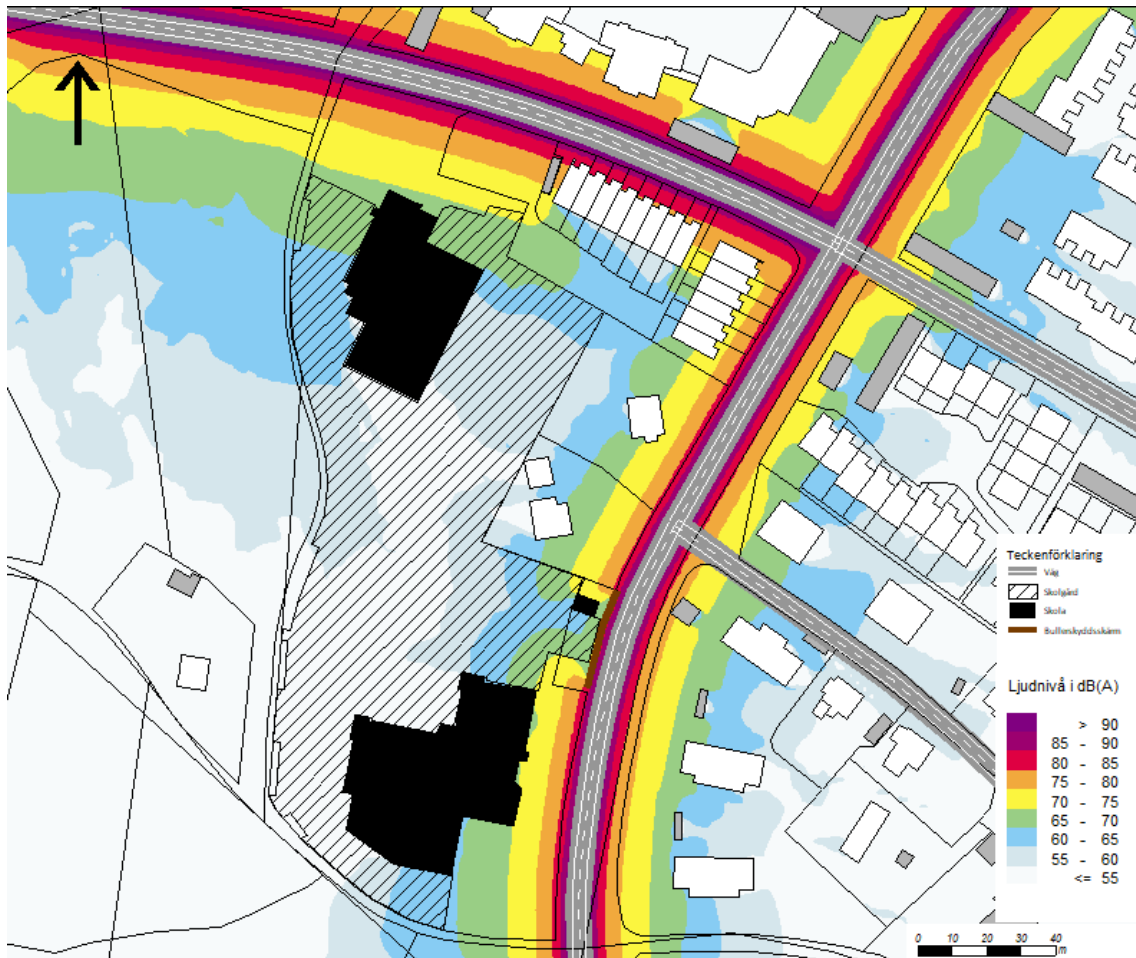 Teckenförklaring
Väg
Skolgård
Skola
Bullerskyddsskärm
Ljudnivå i dB(A)
> 90
85 - 90
80 - 85
75 - 80
70 - 75
65 - 70
60 - 65
55 - 60
<= 55
0 10 20 30 40
m